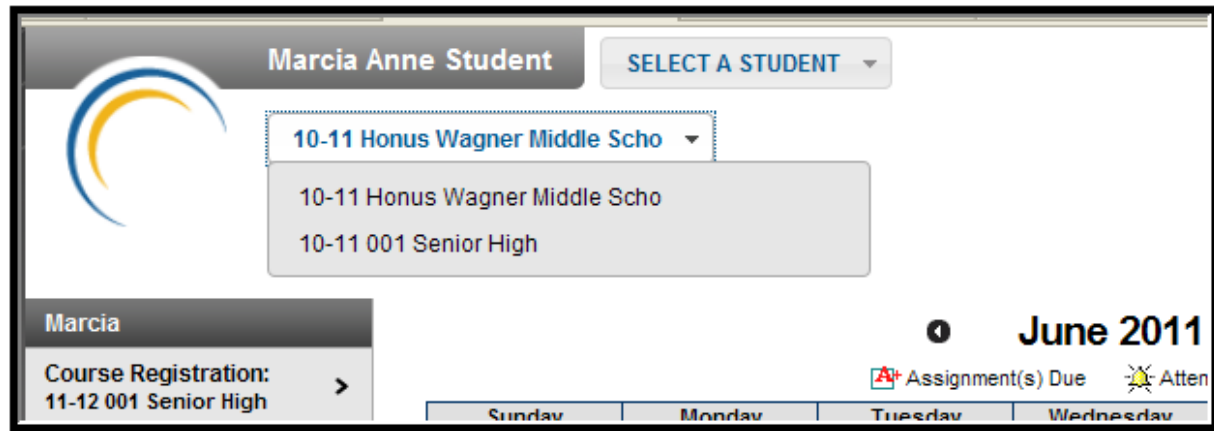 Marcia Anne Student
SELECT A STUDENT
10-11 Honus Wagner Middle Scho
10-11 Honus Wagner Middle Scho
10-11 001 Senior High
Marcia
Course Registration:
11-12 001 Senior High
June 2011
A+ Assignment(s) Due Atten
Sunday Monday Tuesday Wednesday